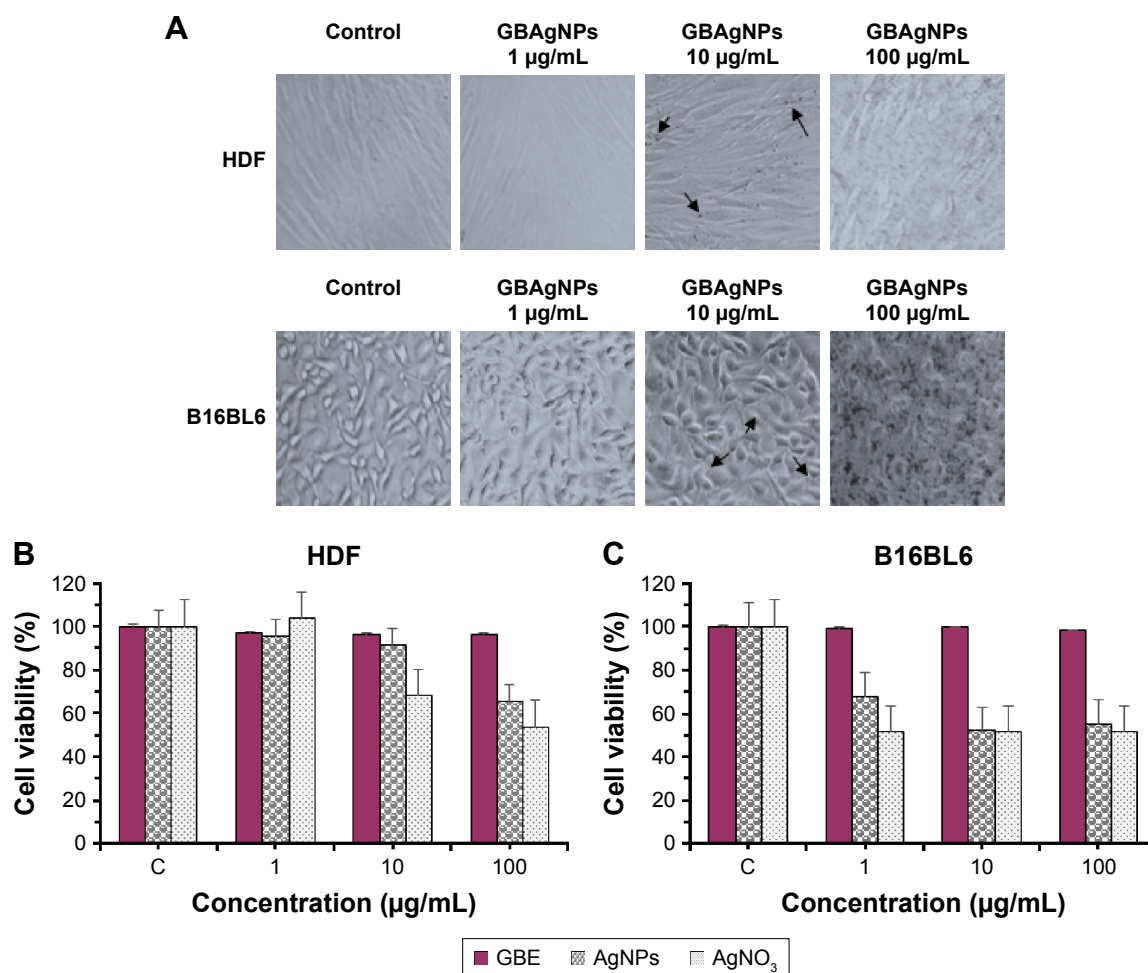 A
Control
GBAgNPs
1 µg/mL
GBAgNPs
10 µg/mL
GBAgNPs
100 µg/mL
HDF
Control
GBAgNPs
1 µg/mL
GBAgNPs
10 µg/mL
GBAgNPs
100 µg/mL
B16BL6
B
HDF
120
100
80
60
40
20
0
Cell viability (%)
C
1
10
100
Concentration (µg/mL)
C
B16BL6
120
100
80
60
40
20
0
Cell viability (%)
C
1
10
100
Concentration (µg/mL)
GBE
AgNPs
AgNO₃